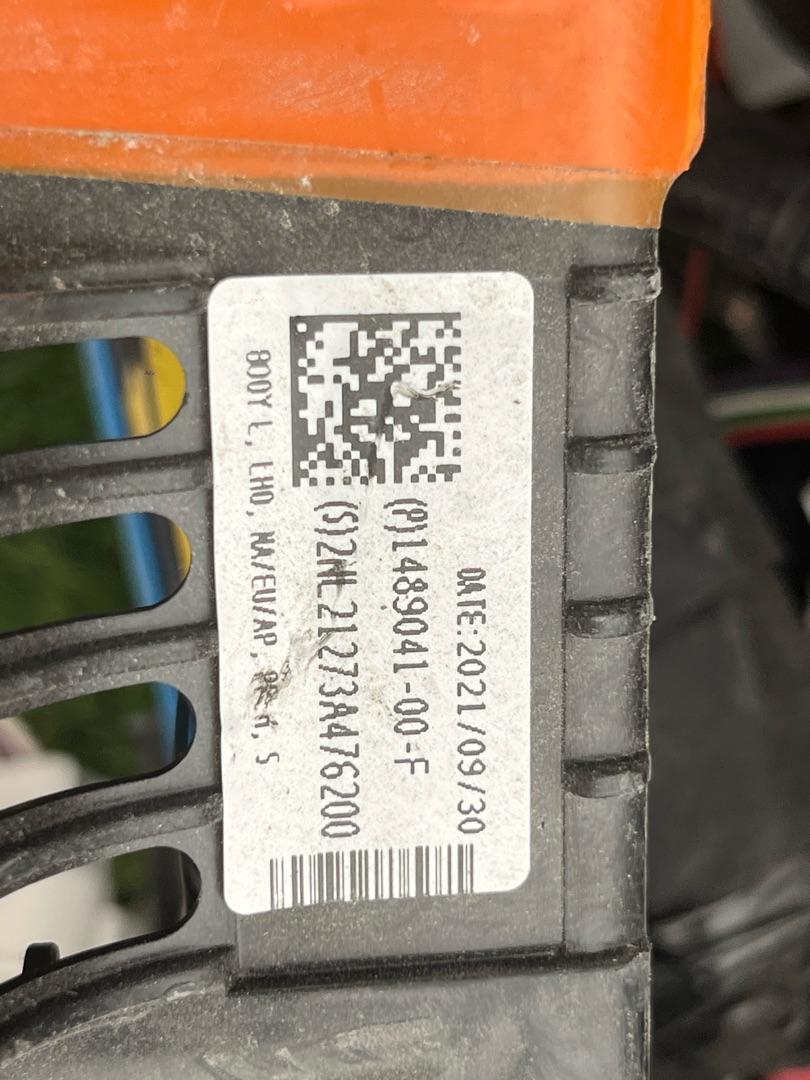 DATE:2021/09/30
(P)1489041-00-F
(S)2ML21273A476200
BODY L, LHD, NA/EU/AP, S